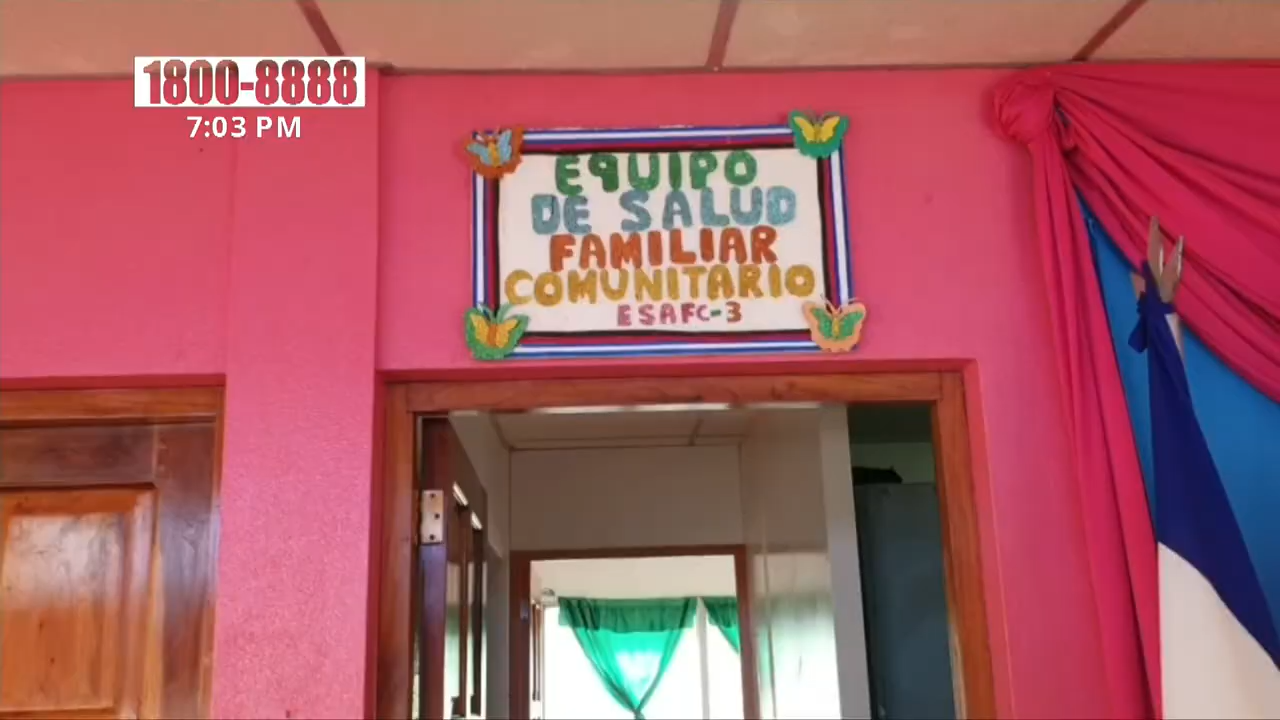 1800-8888
7:03 PM
EQUIPO
DE SALUD
FAMILIAR
COMUNITARIO
ESAFC-3